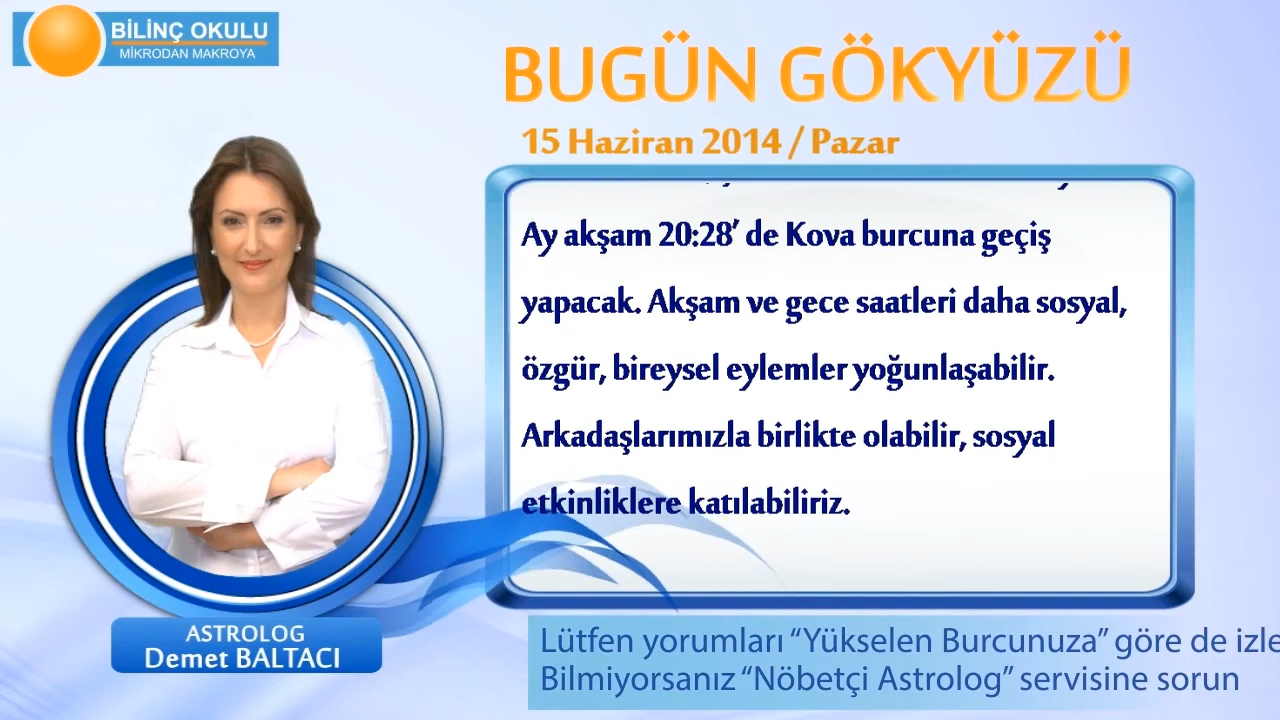 BİLİNÇ OKULU
MİKRODAN MAKROYA
BUGÜN GÖKYÜZÜ
15 Haziran 2014 / Pazar
Ay akşam 20:28' de Kova burcuna geçiş
yapacak. Akşam ve gece saatleri daha sosyal,
özgür, bireysel eylemler yoğunlaşabilir.
Arkadaşlarımızla birlikte olabilir, sosyal
etkinliklere katılabiliriz.
ASTROLOG
Demet BALTACI
Lütfen yorumları “Yükselen Burcunuza” göre de izle
Bilmiyorsanız “Nöbetçi Astrolog” servisine sorun